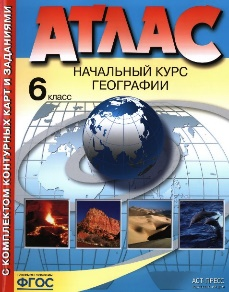 АТЛАС
НАЧАЛЬНЫЙ КУРС
ГЕОГРАФИИ
6 класс
С КОМПЛЕКТОМ КОНТУРНЫХ КАРТ И ЗАДАНИЯМИ
ФГОС
АСТ-ПРЕСС